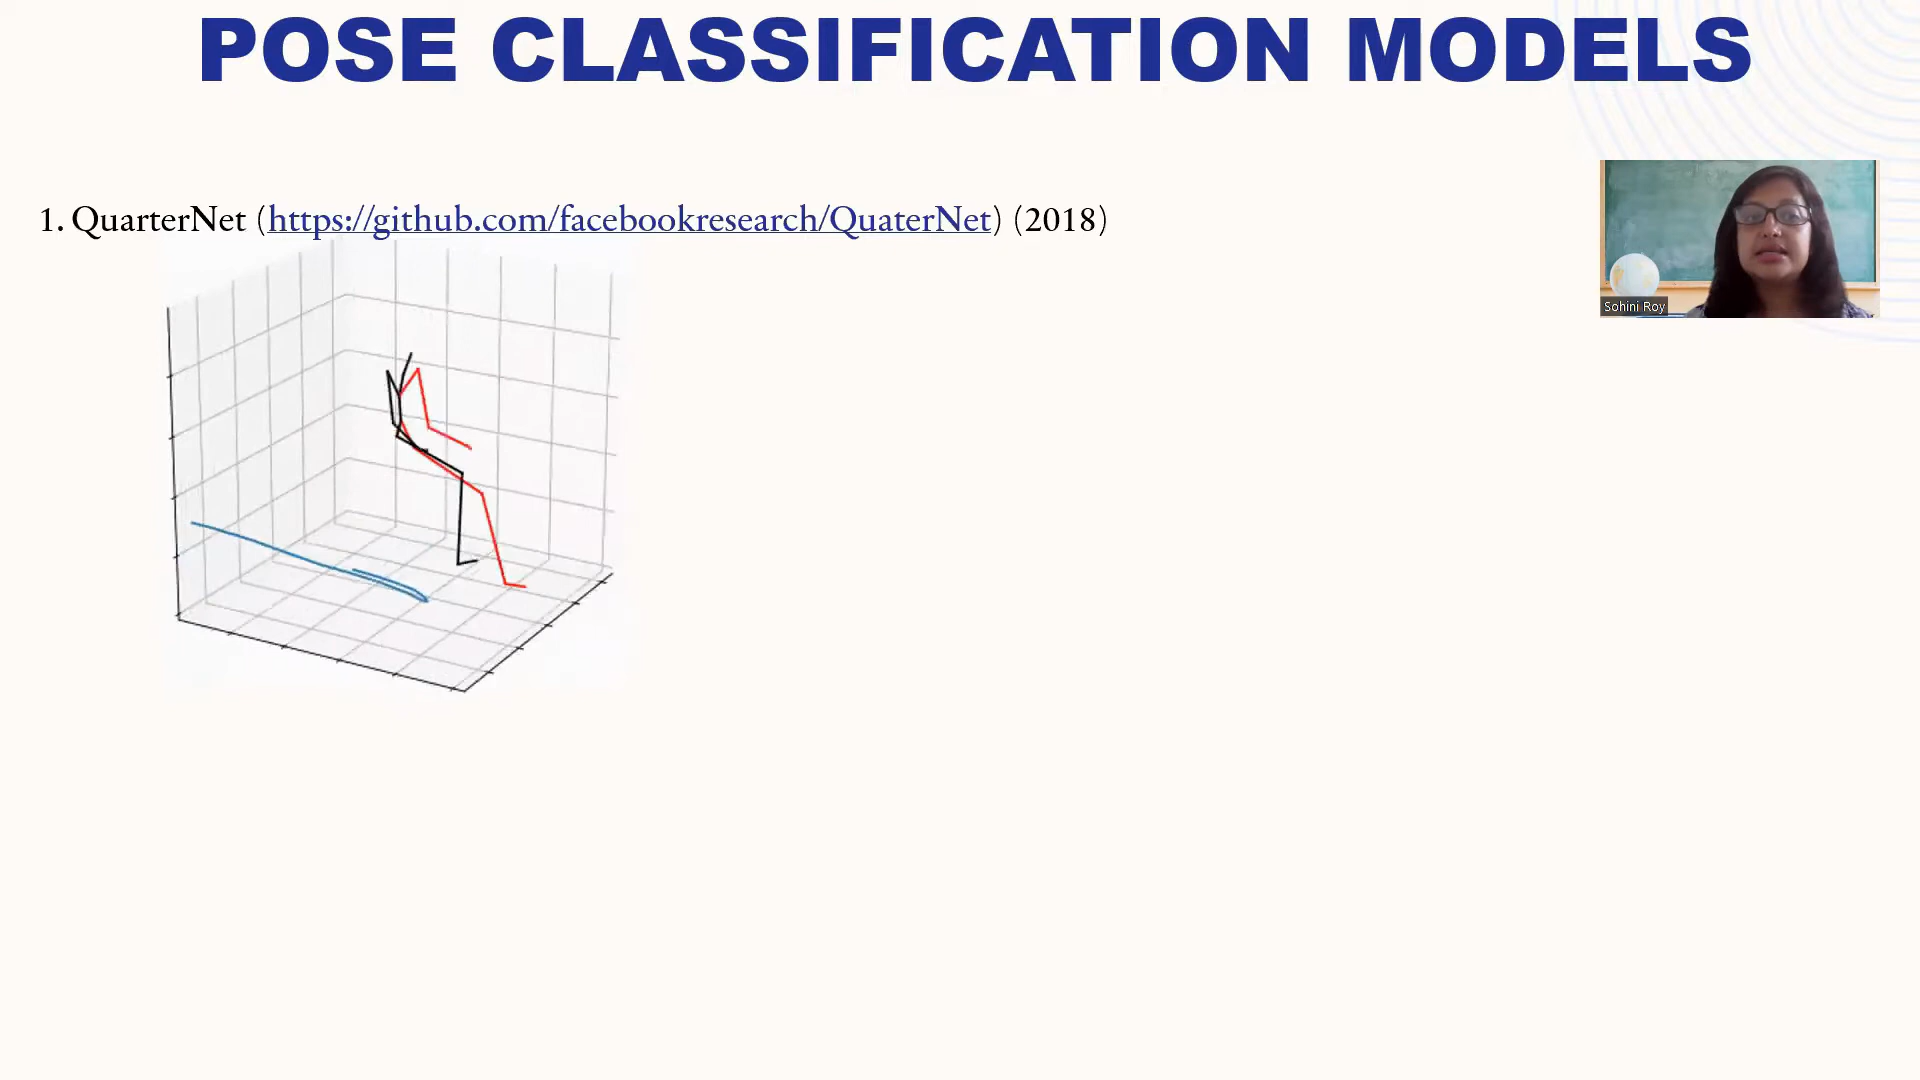 POSE CLASSIFICATION MODELS
1. QuarterNet (https://github.com/facebookresearch/QuaterNet) (2018)
Sohini Roy